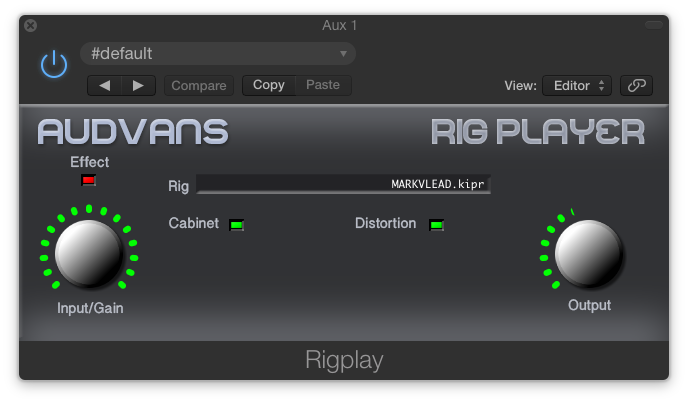 Aux 1
#default
Compare
Copy
Paste
View:
Editor
AUDVANS
RIG PLAYER
Effect
Rig
MARKVLEAD.kipr
Cabinet
Distortion
Input/Gain
Output
Rigplay